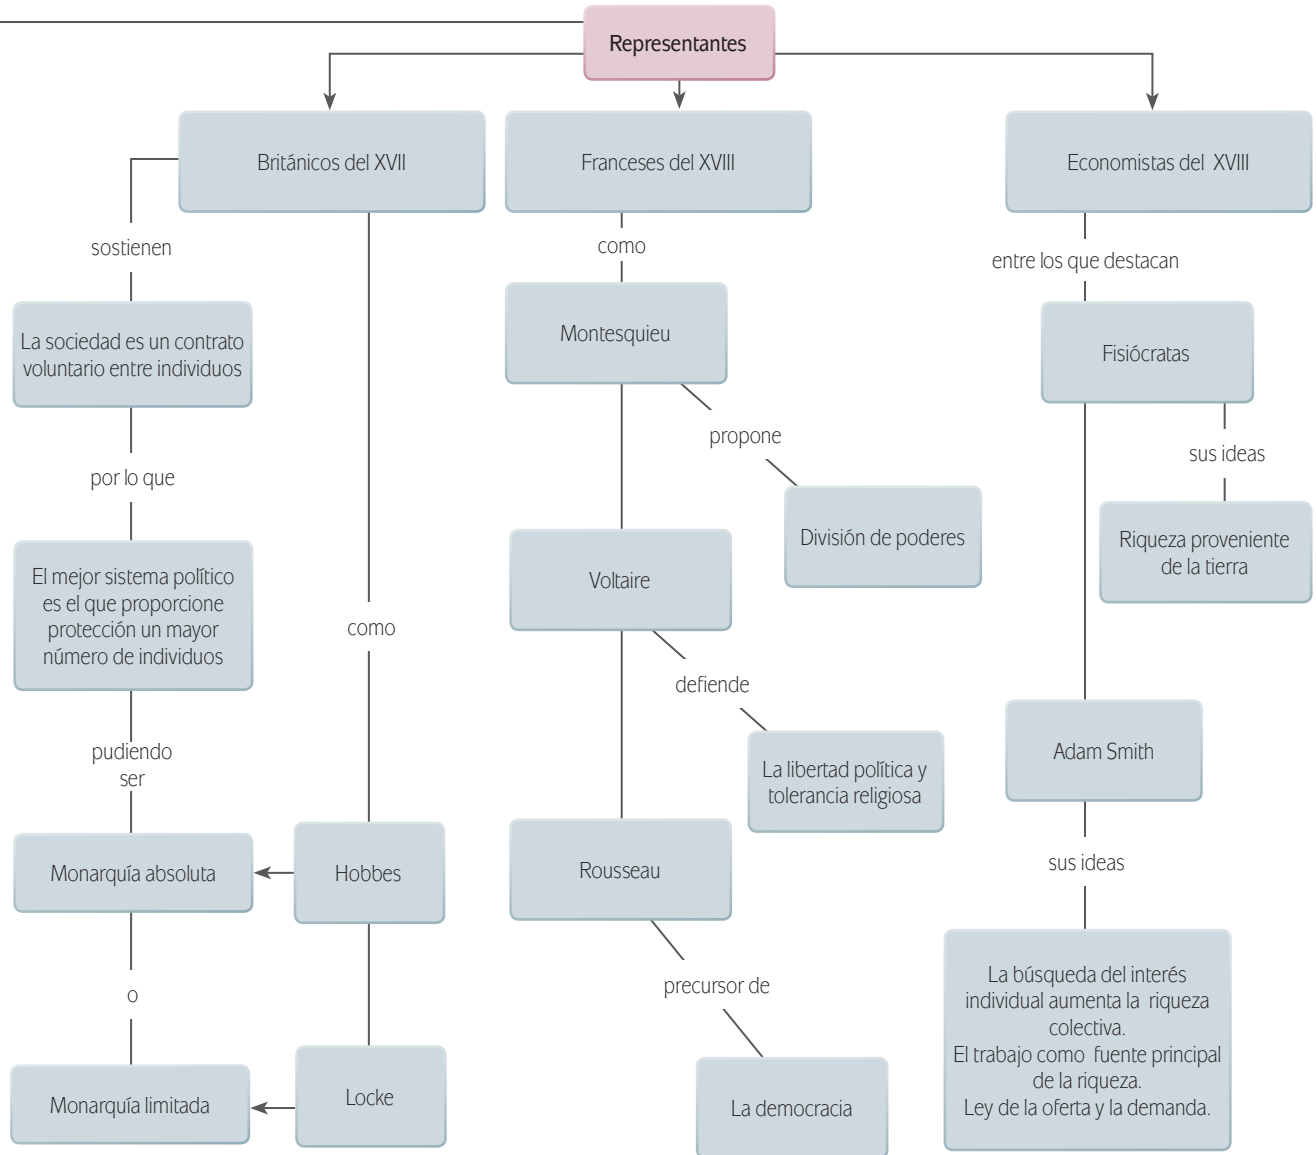 Representantes
Británicos del XVII
Franceses del XVIII
Economistas del XVIII
sostienen
La sociedad es un contrato
voluntario entre individuos
por lo que
El mejor sistema político
es el que proporcione
protección un mayor
número de individuos
pudiendo
ser
Monarquía absoluta
o
Monarquía limitada
como
Hobbes
Locke
como
Montesquieu
propone
División de poderes
Voltaire
defiende
La libertad política y
tolerancia religiosa
Rousseau
precursor de
La democracia
entre los que destacan
Fisiócratas
sus ideas
Riqueza proveniente
de la tierra
Adam Smith
sus ideas
La búsqueda del interés
individual aumenta la riqueza
colectiva.
El trabajo como fuente principal
de la riqueza.
Ley de la oferta y la demanda.